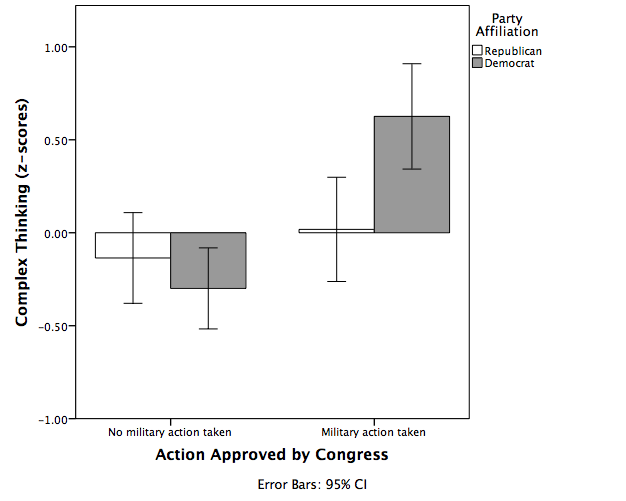 Party
Affiliation
Republican
Democrat
Complex Thinking (z-scores)
1.00
0.50
0.00
-0.50
-1.00
No military action taken
Military action taken
Action Approved by Congress
Error Bars: 95% CI